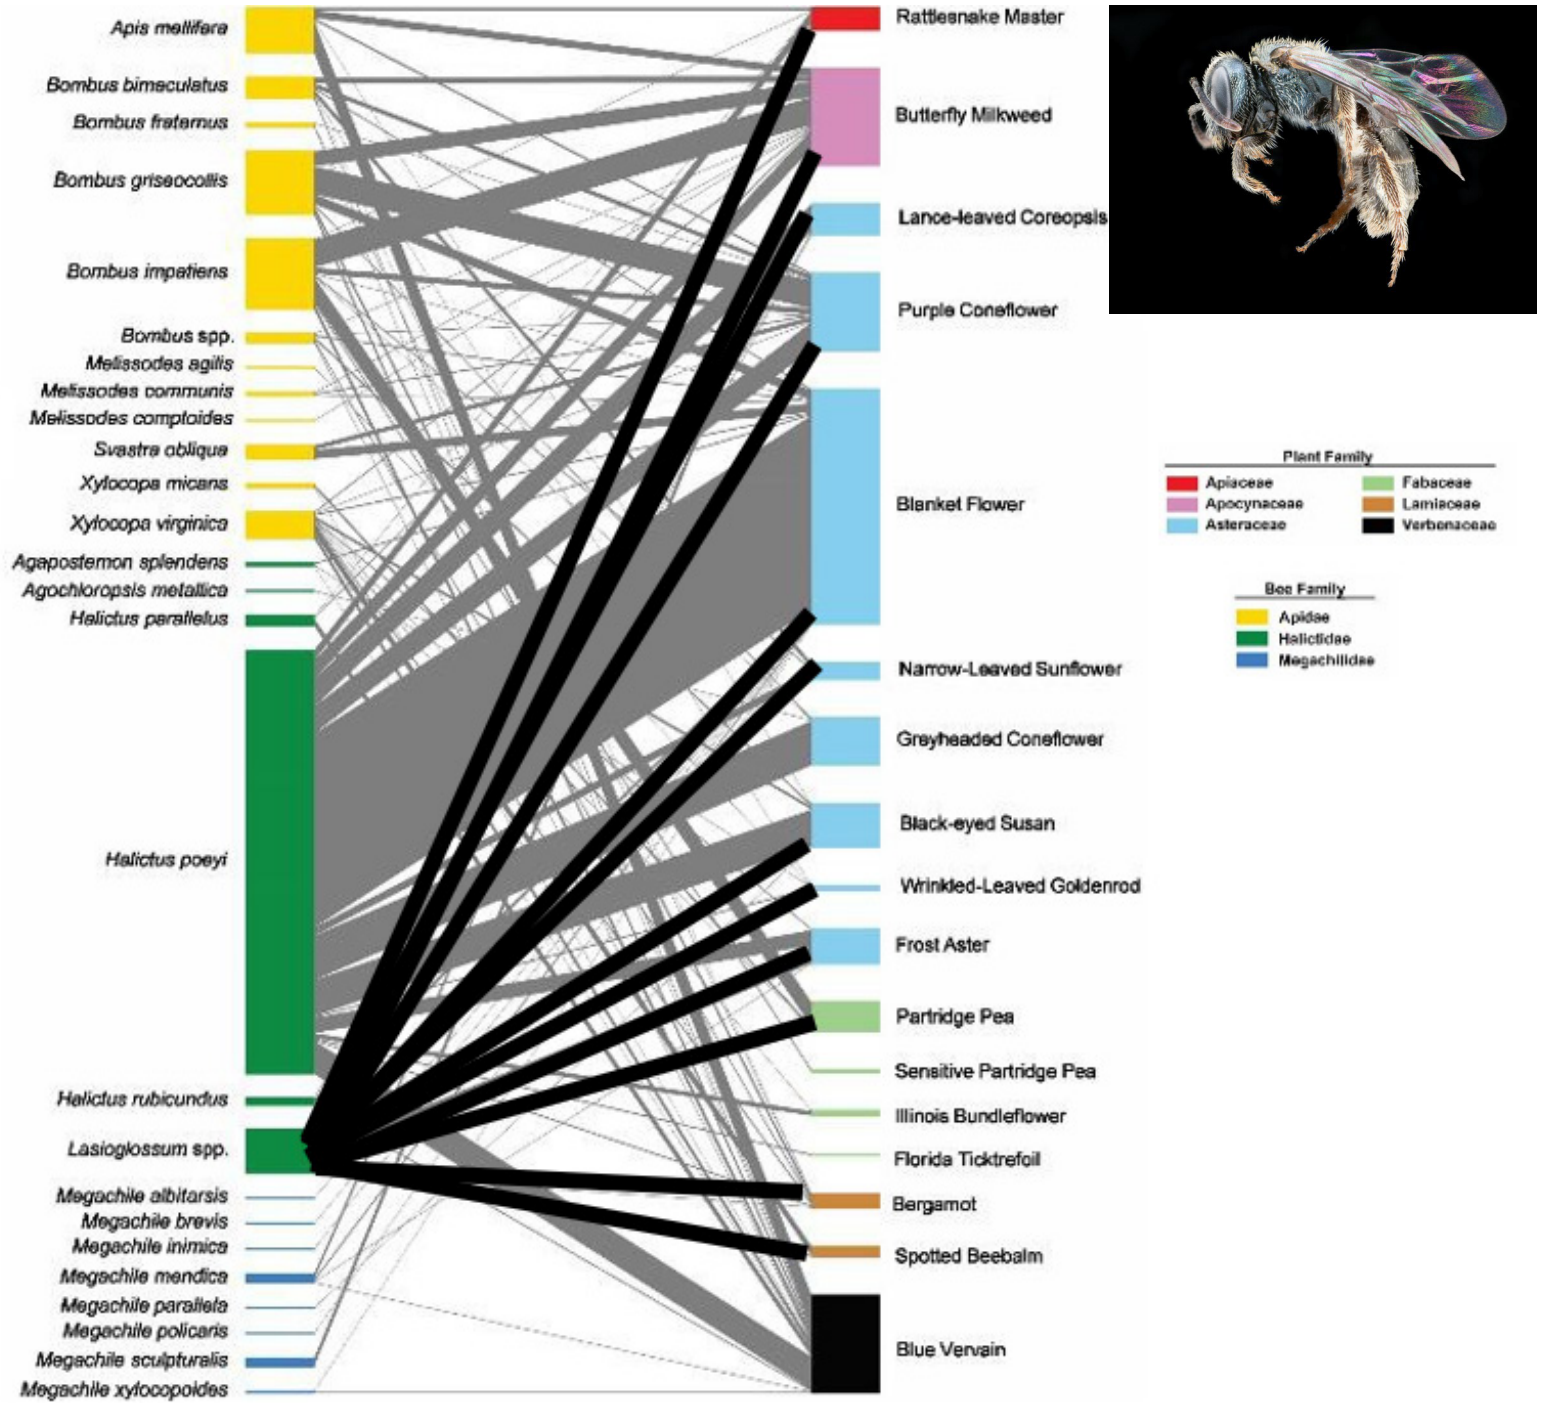 Apis mellifera
Bombus bimaculatus
Bombus fraternus
Bombus griseocollis
Bombus impatiens
Bombus spp.
Melissodes agilis
Melissodes communis
Melissodes comptoides
Svastra obliqua
Xylocopa micans
Xylocopa virginica
Agapostemon splendens
Agochloropsis metallica
Halictus parallelus
Halictus poeyi
Halictus rubicundus
Lasioglossum spp.
Megachile albitarsis
Megachile brevis
Megachile inimica
Megachile mendica
Megachile parallela
Megachile policaris
Megachile sculpturalis
Megachile xylocopoides
Rattlesnake Master
Butterfly Milkweed
Lance-leaved Coreopsis
Purple Coneflower
Blanket Flower
Narrow-Leaved Sunflower
Greyheaded Coneflower
Black-eyed Susan
Wrinkled-Leaved Goldenrod
Frost Aster
Partridge Pea
Sensitive Partridge Pea
Illinois Bundleflower
Florida Ticktrefoil
Bergamot
Spotted Beebalm
Blue Vervain
Plant Family
Apiaceae
Apocynaceae
Asteraceae
Fabaceae
Lamiaceae
Verbenaceae
Bee Family
Apidae
Halictidae
Megachilidae